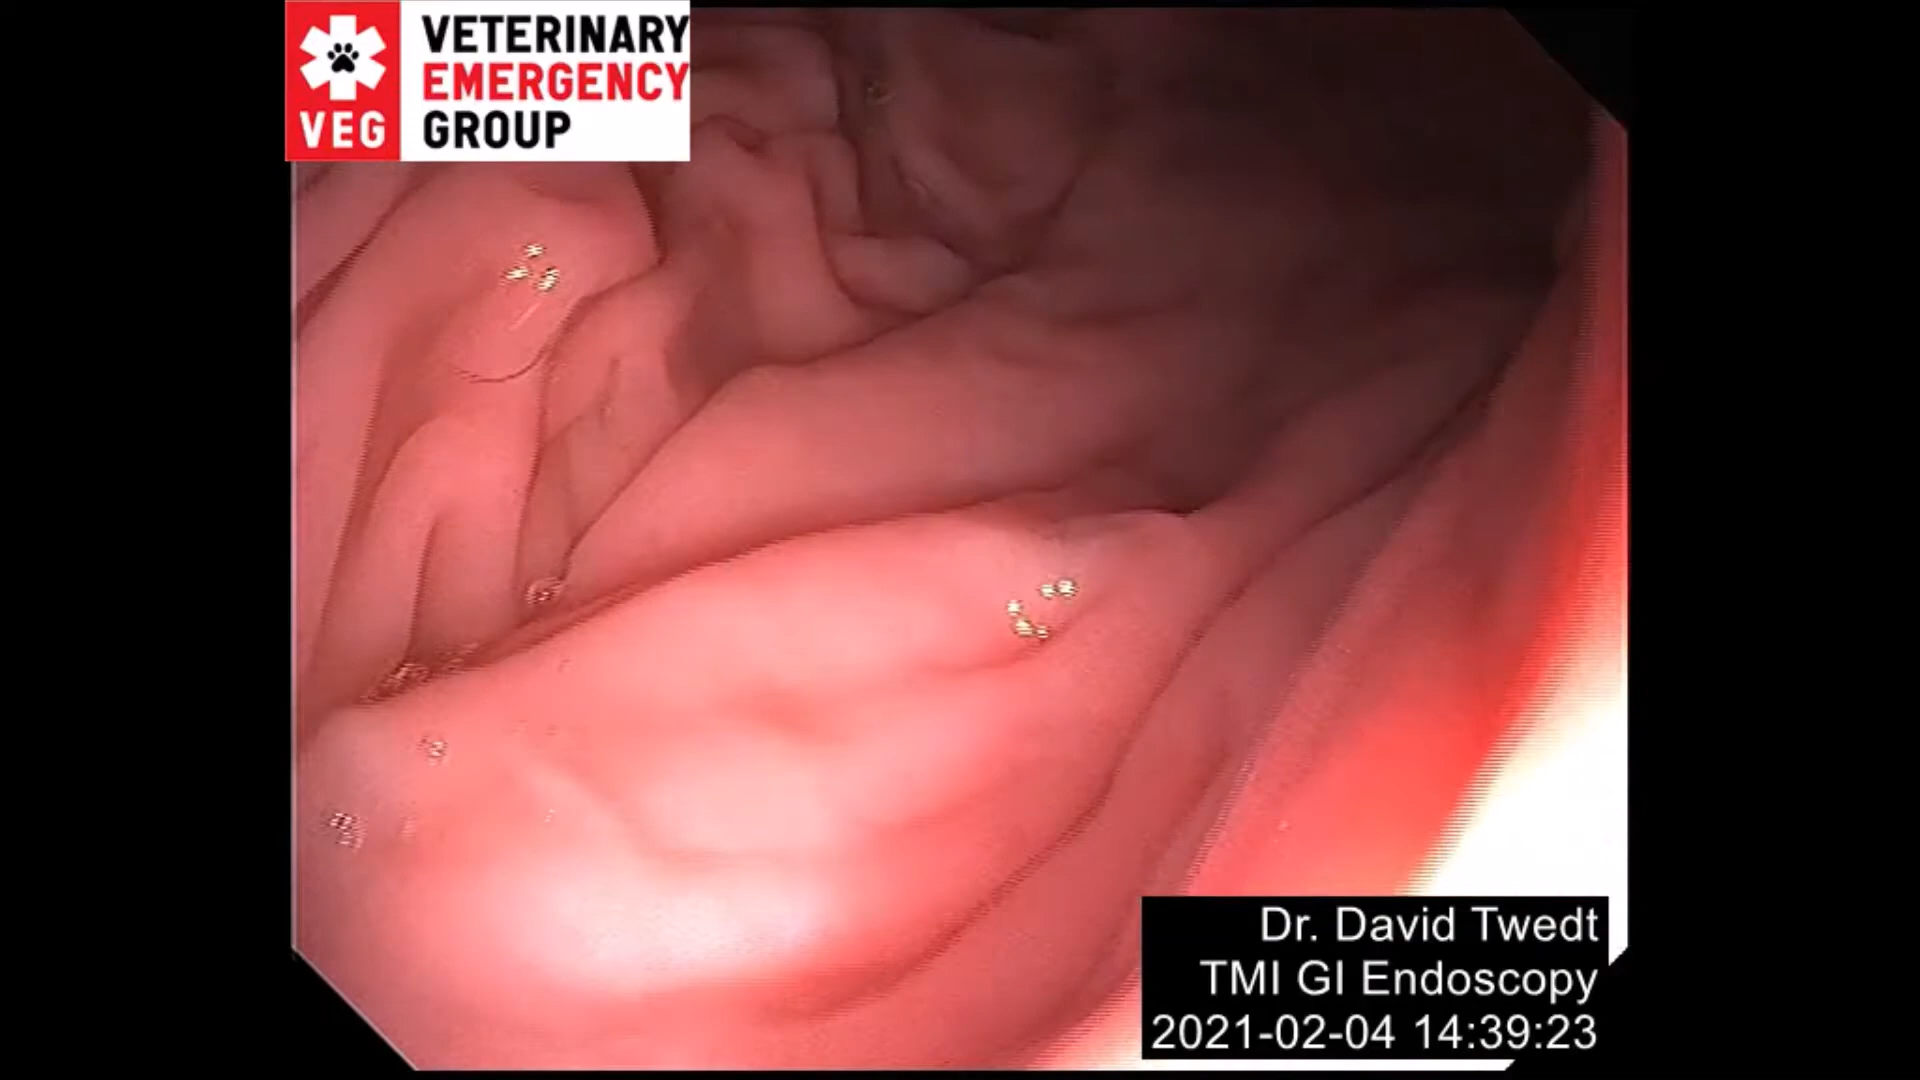 VEG
VETERINARY
EMERGENCY
GROUP
Dr. David Twedt
TMI GI Endoscopy
2021-02-04 14:39:23